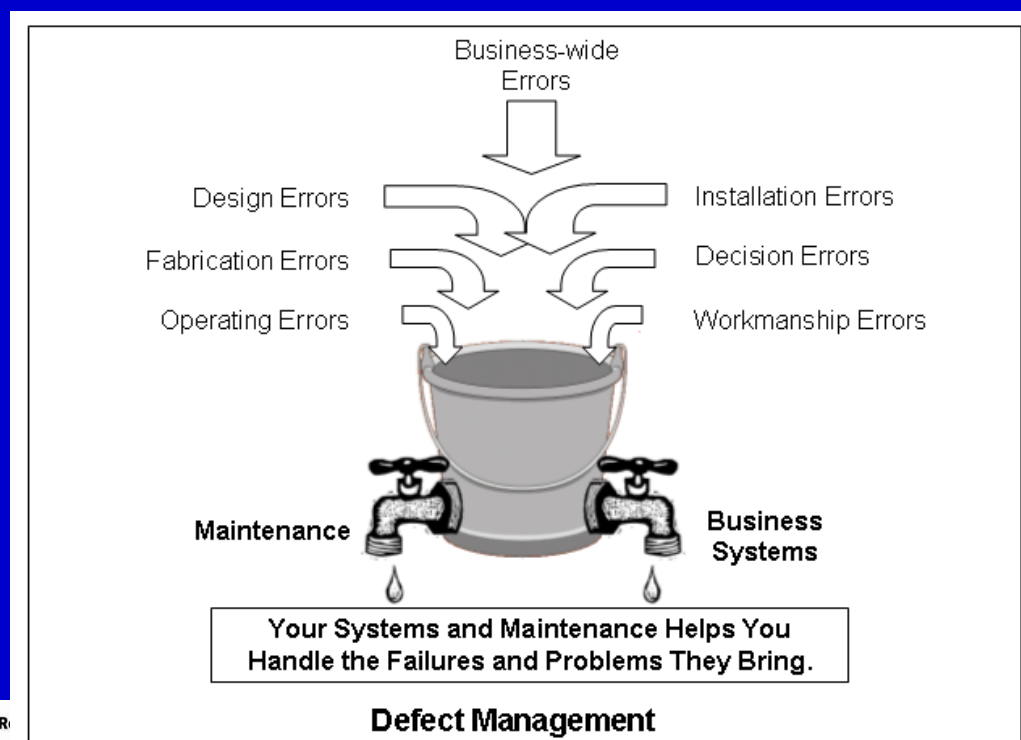 Business-wide
Errors
Design Errors
Installation Errors
Fabrication Errors
Decision Errors
Operating Errors
Workmanship Errors
Maintenance
Business
Systems
Your Systems and Maintenance Helps You
Handle the Failures and Problems They Bring.
Defect Management